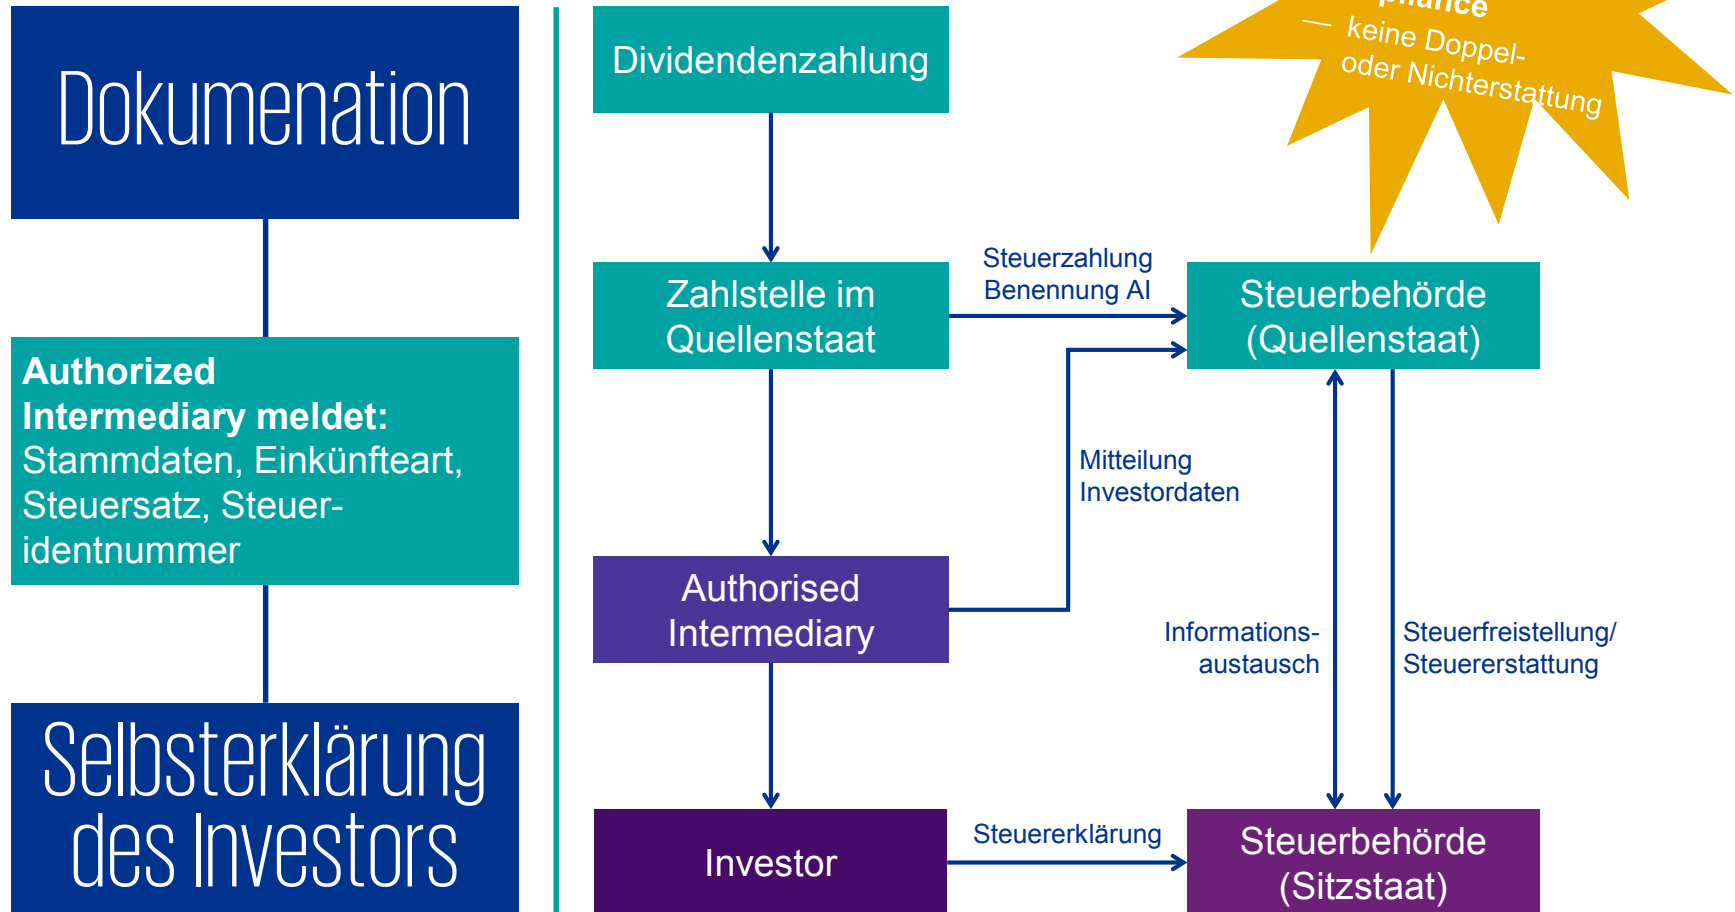 Dokumenation
Authorized
Intermediary meldet:
Stammdaten, Einkünfteart,
Steuersatz, Steuer-
identnummer
Selbsterklärung
des Investors
Dividendenzahlung
— keine Doppel-
oder Nichterstattung
Zahlstelle im
Quellenstaat
Steuerzahlung
Benennung AI
Steuerbehörde
(Quellenstaat)
Mitteilung
Investordaten
Authorised
Intermediary
Informations-
austausch
Steuerfreistellung/
Steuererstattung
Investor
Steuererklärung
Steuerbehörde
(Sitzstaat)